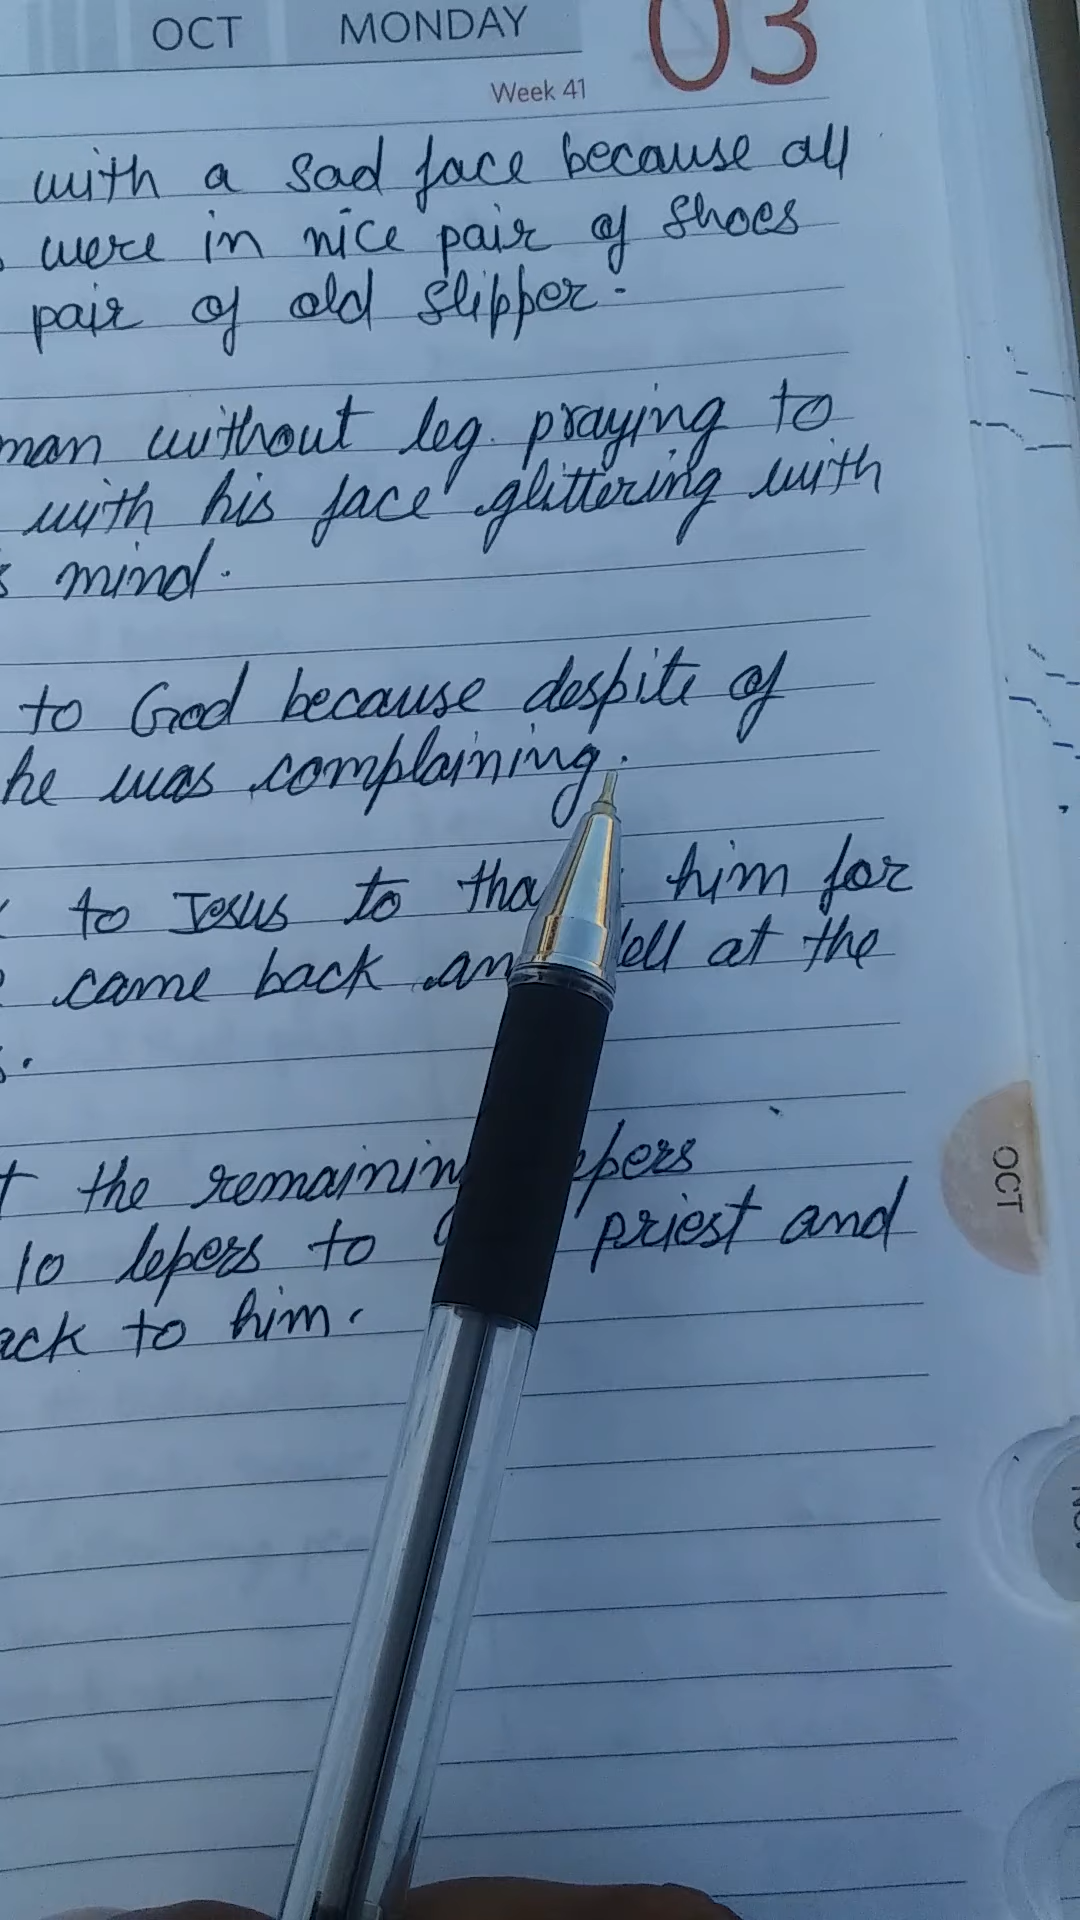 OCT MONDAY 03
Week 41
with a sad face because all
were in nice pair of shoes
pair of old slipper.
man without leg praying to
with his face glittering with
mind.
to God because despite of
he was complaining.
to Jesus to him for
came back at the
the
10 lepers to priest and
to him.
OCT